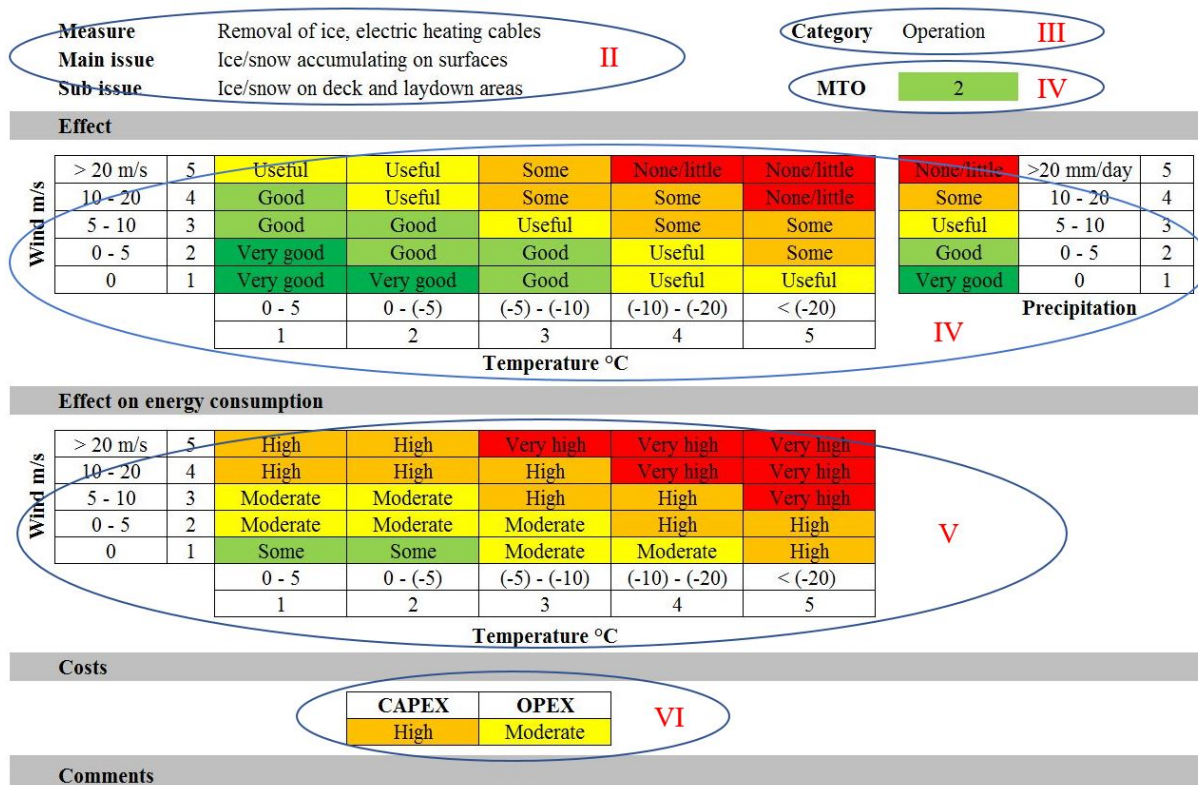 Measure Removal of ice, electric heating cables
Main issue Ice/snow accumulating on surfaces
Sub issue Ice/snow on deck and laydown areas
II
Category Operation III
MTO 2 IV
Effect
Wind m/s
> 20 m/s 5 Useful Useful Some None/little None/little
10 - 20 4 Good Useful Some Some None/little
5 - 10 3 Good Good Useful Some Some
0 - 5 2 Very good Good Good Useful Some
0 1 Very good Very good Good Useful Useful
0 - 5 0 - (-5) (-5) - (-10) (-10) - (-20) < (-20)
1 2 3 4 5
Temperature °C
None/little >20 mm/day 5
Some 10 - 20 4
Useful 5 - 10 3
Good 0 - 5 2
Very good 0 1
Precipitation
IV
Effect on energy consumption
Wind m/s
> 20 m/s 5 High High Very high Very high Very high
10 - 20 4 High High High Very high Very high
5 - 10 3 Moderate Moderate High High Very high
0 - 5 2 Moderate Moderate Moderate High High
0 1 Some Some Moderate Moderate High
0 - 5 0 - (-5) (-5) - (-10) (-10) - (-20) < (-20)
1 2 3 4 5
Temperature °C
V
Costs
CAPEX OPEX
High Moderate
VI
Comments